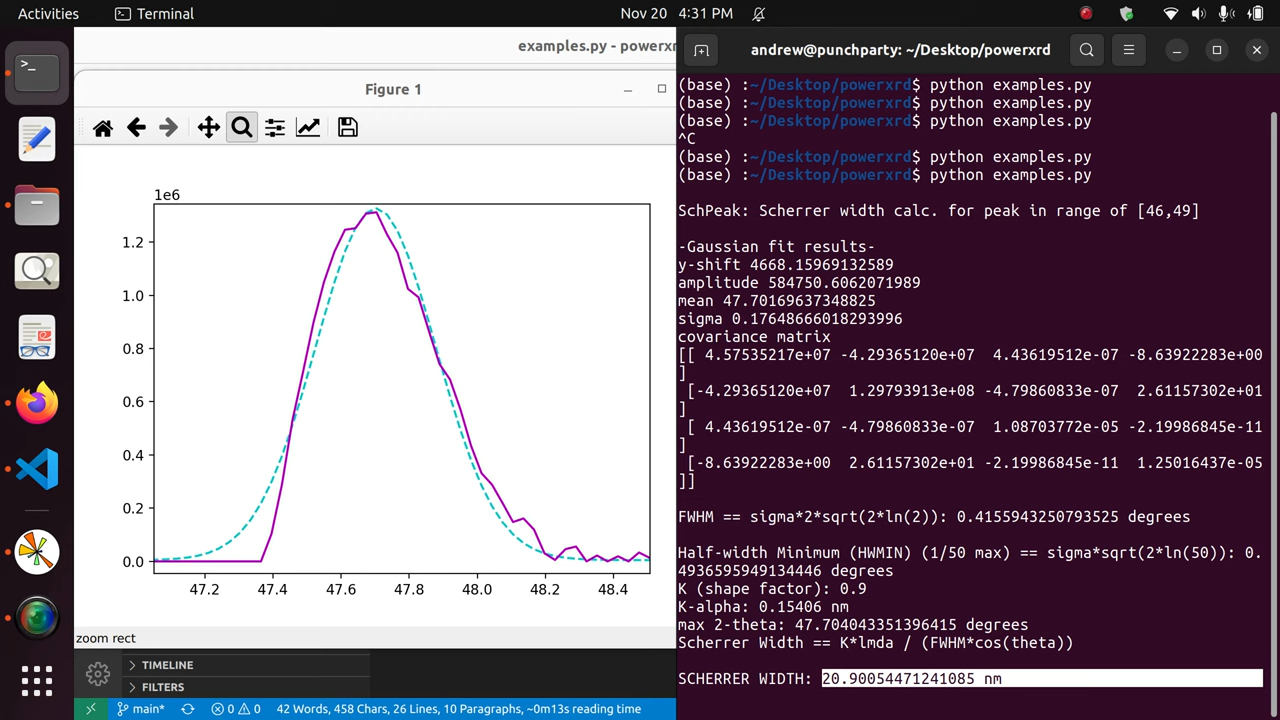 Activities
Terminal
Nov 20 4:31 PM
examples.py - powerxr
Figure 1
1e6
1.2
1.0
0.8
0.6
0.4
0.2
0.0
47.2 47.4 47.6 47.8 48.0 48.2 48.4
zoom rect
TIMELINE
FILTERS
main* 0 0 42 Words, 458 Chars, 26 Lines, 10 Paragraphs, ~0m13s reading time
andrew@punchparty: ~/Desktop/powerxrd
(base) :~/Desktop/powerxrd$ python examples.py
(base) :~/Desktop/powerxrd$ python examples.py
(base) :~/Desktop/powerxrd$ python examples.py
^C
(base) :~/Desktop/powerxrd$ python examples.py
(base) :~/Desktop/powerxrd$ python examples.py
SchPeak: Scherrer width calc. for peak in range of [46,49]
-Gaussian fit results-
y-shift 4668.15969132589
amplitude 584750.6062071989
mean 47.70169637348825
sigma 0.17648666018293996
covariance matrix
[[ 4.57535217e+07 -4.29365120e+07 4.43619512e-07 -8.63922283e+00
]
[-4.29365120e+07 1.29793913e+08 -4.79860833e-07 2.61157302e+01
]
[ 4.43619512e-07 -4.79860833e-07 1.08703772e-05 -2.19986845e-11
]
[-8.63922283e+00 2.61157302e+01 -2.19986845e-11 1.25016437e-05
]]
FWHM == sigma*2*sqrt(2*ln(2)): 0.4155943250793525 degrees
Half-width Minimum (HWMIN) (1/50 max) == sigma*sqrt(2*ln(50)): 0.
4936595949134446 degrees
K (shape factor): 0.9
K-alpha: 0.15406 nm
max 2-theta: 47.704043351396415 degrees
Scherrer Width == K*lmda / (FWHM*cos(theta))
SCHERRER WIDTH: 20.90054471241085 nm